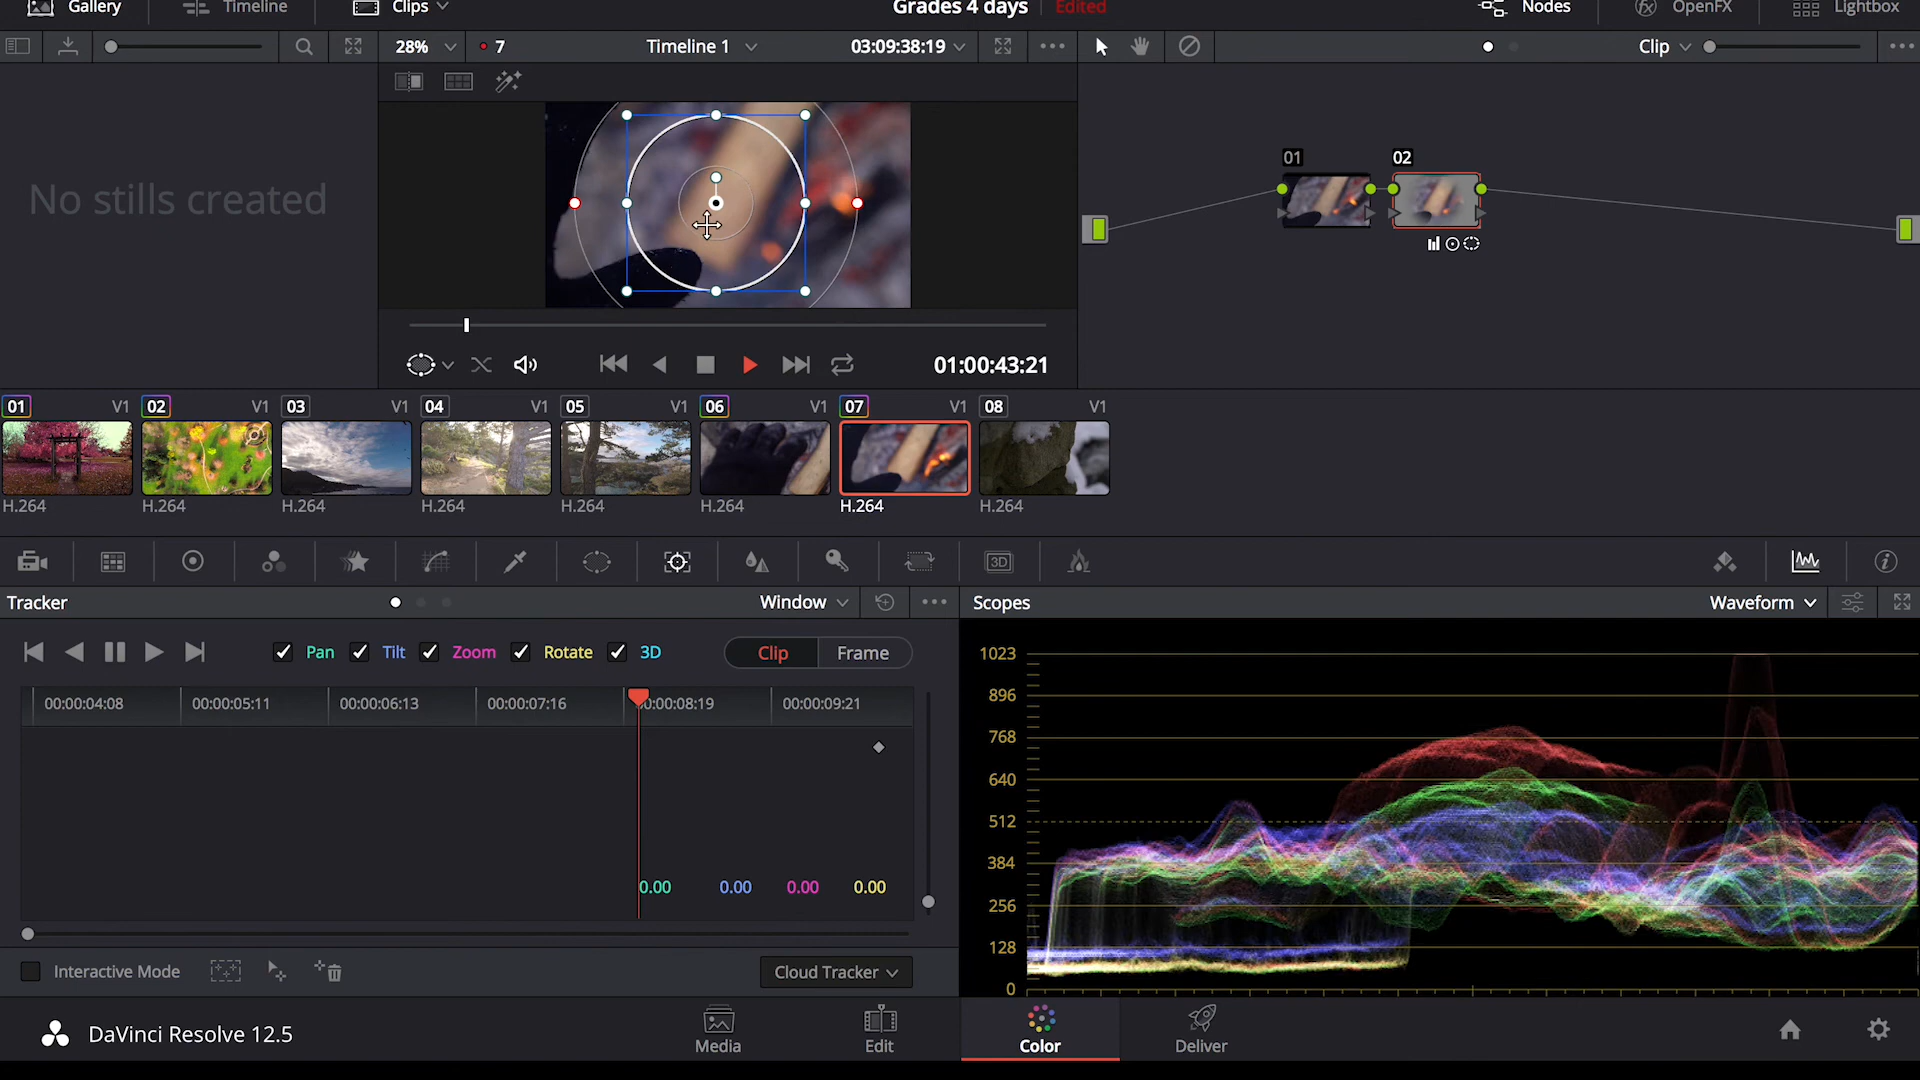 Gallery Timeline Clips Grades 4 days Edited Nodes OpenFX Lightbox
28% 7 Timeline 1 03:09:38:19 Clip
No stills created
01 02
01:00:43:21
01 V1 02 V1 03 V1 04 V1 05 V1 06 V1 07 V1 08 V1
H.264 H.264 H.264 H.264 H.264 H.264 H.264 H.264
3D
Tracker Window Scopes Waveform
Pan Tilt Zoom Rotate 3D Clip Frame
00:00:04:08 00:00:05:11 00:00:06:13 00:00:07:16 00:00:08:19 00:00:09:21
0.00 0.00 0.00 0.00
Interactive Mode Cloud Tracker
1023
896
768
640
512
384
256
128
0
DaVinci Resolve 12.5 Media Edit Color Deliver